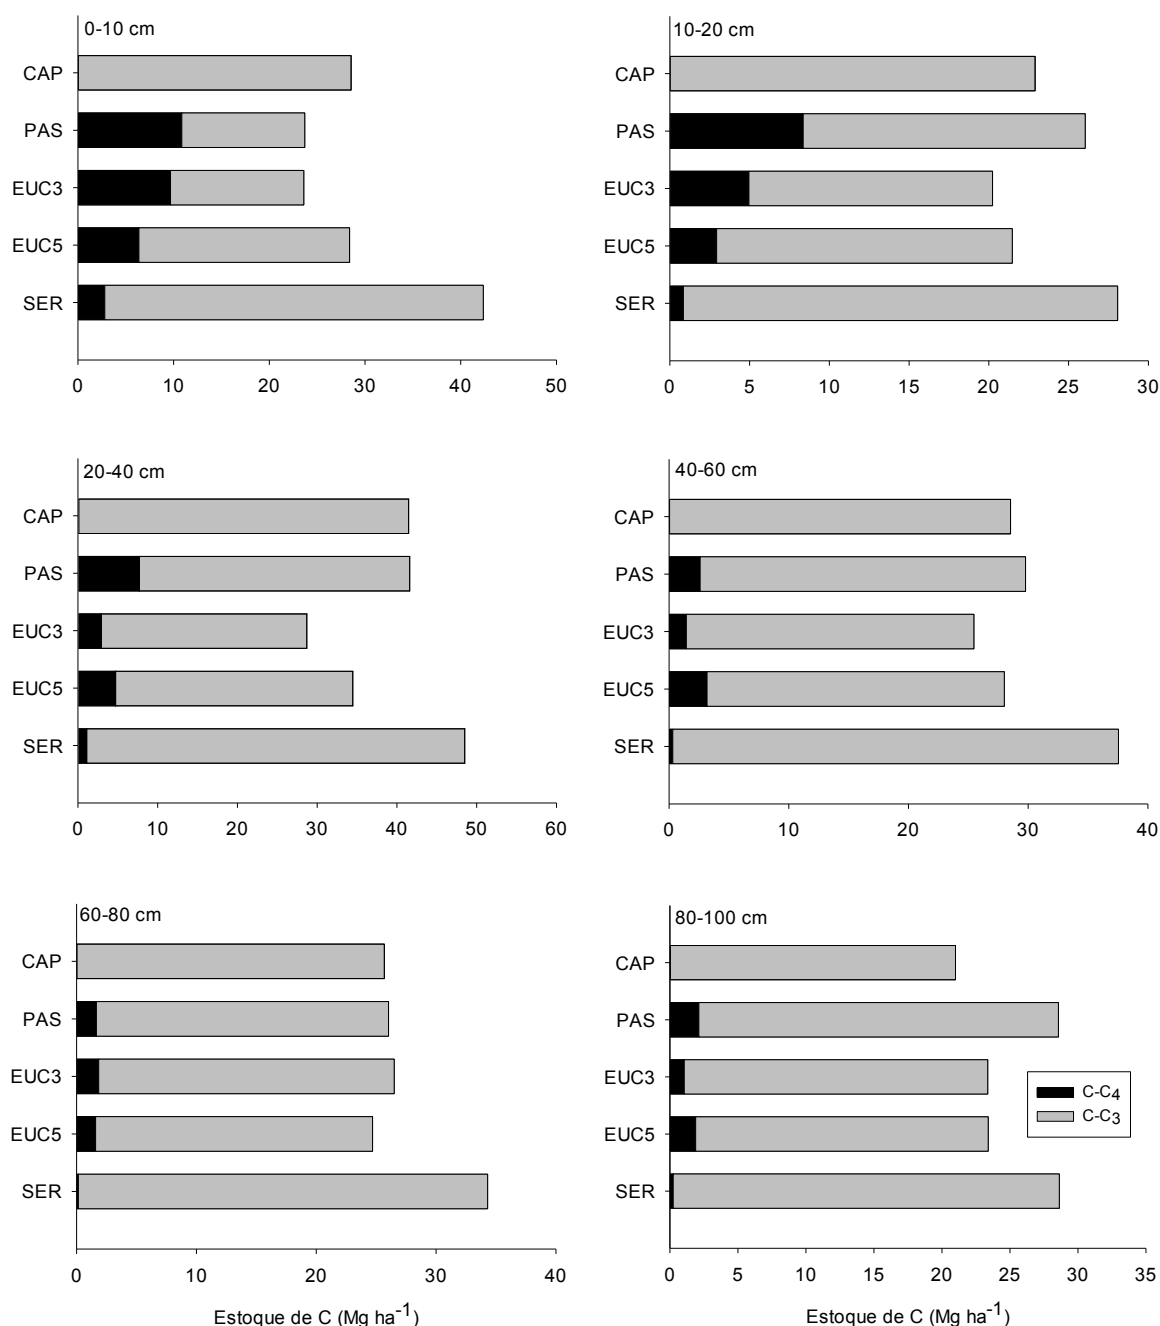 0-10 cm
CAP
PAS
EUC3
EUC5
SER
0 10 20 30 40 50
10-20 cm
CAP
PAS
EUC3
EUC5
SER
0 5 10 15 20 25 30
20-40 cm
CAP
PAS
EUC3
EUC5
SER
0 10 20 30 40 50 60
40-60 cm
CAP
PAS
EUC3
EUC5
SER
0 10 20 30 40
60-80 cm
CAP
PAS
EUC3
EUC5
SER
0 10 20 30 40
Estoque de C (Mg ha⁻¹)
80-100 cm
CAP
PAS
EUC3
EUC5
SER
C-C₄
C-C₃
0 5 10 15 20 25 30 35
Estoque de C (Mg ha⁻¹)